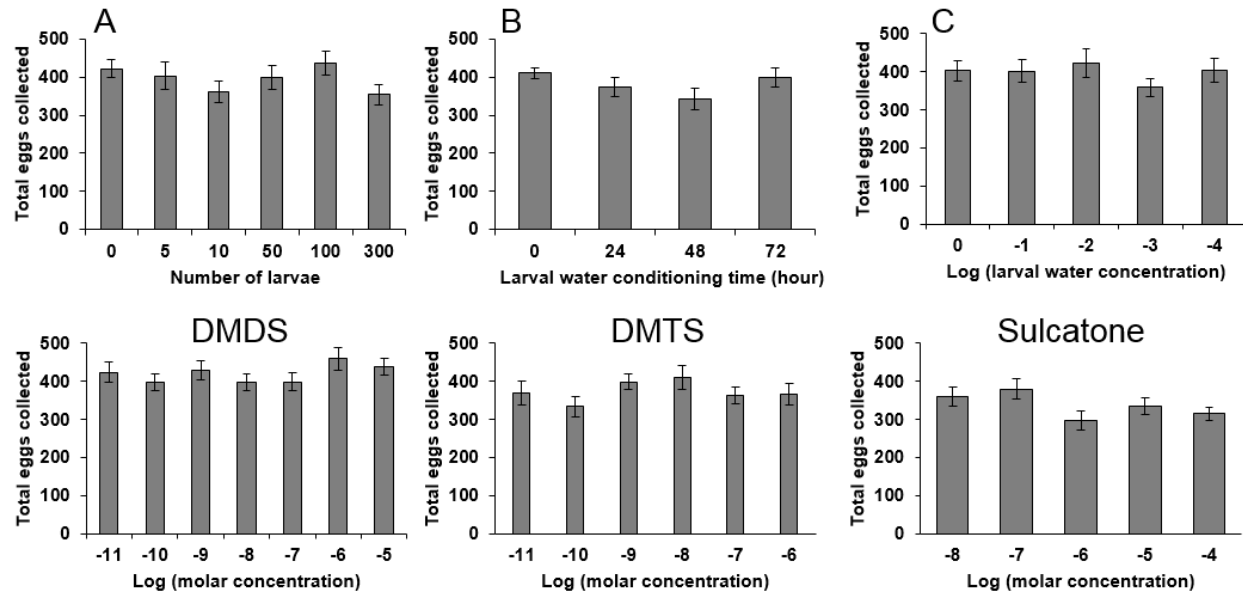 A
Total eggs collected
500
400
300
200
100
0
0 5 10 50 100 300
Number of larvae
B
Total eggs collected
500
400
300
200
100
0
0 24 48 72
Larval water conditioning time (hour)
C
Total eggs collected
500
400
300
200
100
0
0 -1 -2 -3 -4
Log (larval water concentration)
DMDS
Total eggs collected
500
400
300
200
100
0
-11 -10 -9 -8 -7 -6 -5
Log (molar concentration)
DMTS
Total eggs collected
500
400
300
200
100
0
-11 -10 -9 -8 -7 -6
Log (molar concentration)
Sulcatone
Total eggs collected
500
400
300
200
100
0
-8 -7 -6 -5 -4
Log (molar concentration)